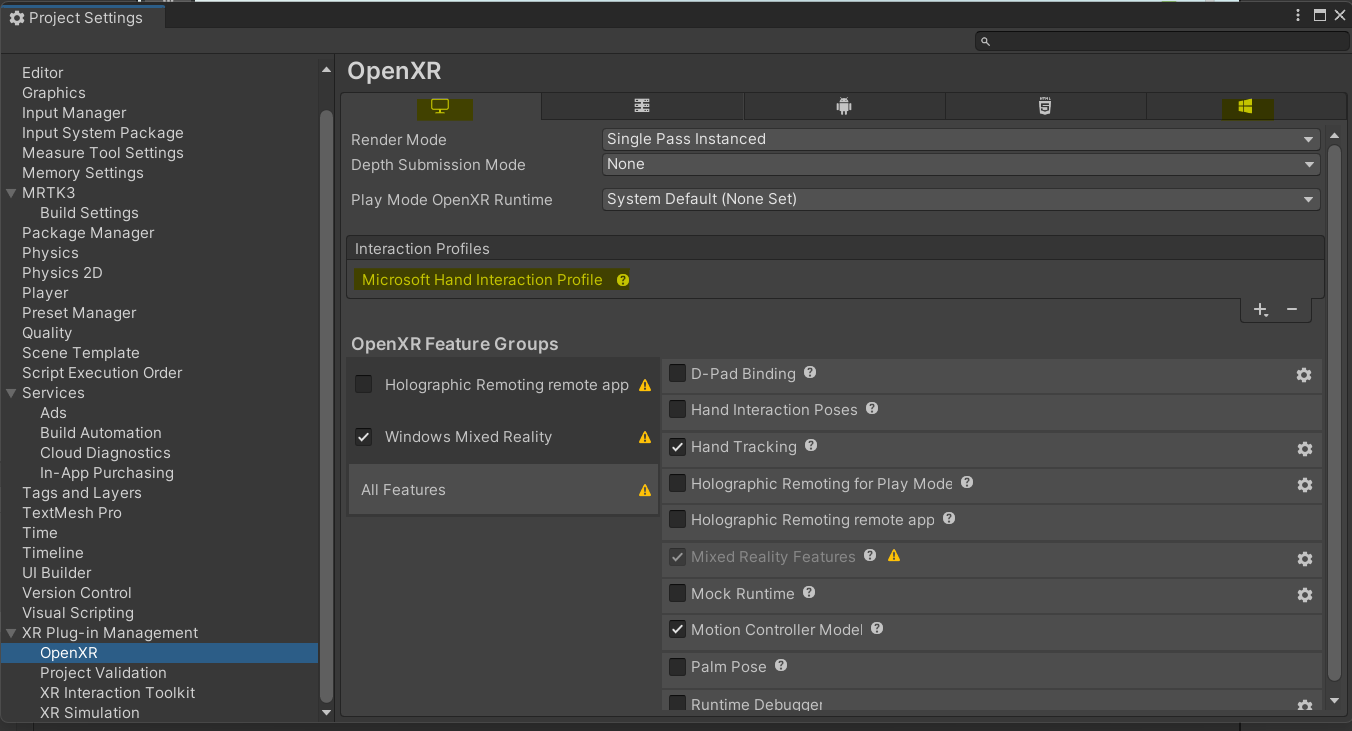 Project Settings
Editor
Graphics
Input Manager
Input System Package
Measure Tool Settings
Memory Settings
MRTK3
Build Settings
Package Manager
Physics
Physics 2D
Player
Preset Manager
Quality
Scene Template
Script Execution Order
Services
Ads
Build Automation
Cloud Diagnostics
In-App Purchasing
Tags and Layers
TextMesh Pro
Time
Timeline
UI Builder
Version Control
Visual Scripting
XR Plug-in Management
OpenXR
Project Validation
XR Interaction Toolkit
XR Simulation
OpenXR
Render Mode Single Pass Instanced
Depth Submission Mode None
Play Mode OpenXR Runtime System Default (None Set)
Interaction Profiles
Microsoft Hand Interaction Profile
OpenXR Feature Groups
Holographic Remoting remote app
Windows Mixed Reality
All Features
D-Pad Binding
Hand Interaction Poses
Hand Tracking
Holographic Remoting for Play Mode
Holographic Remoting remote app
Mixed Reality Features
Mock Runtime
Motion Controller Model
Palm Pose
Runtime Debugger